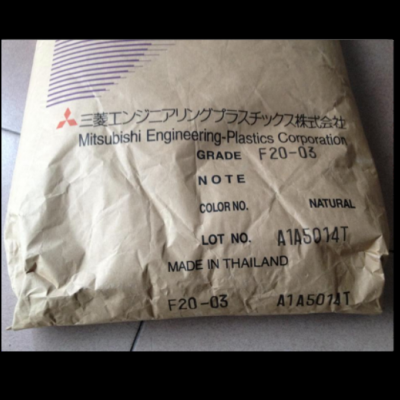 三菱エンジニアリングプラスチックス株式会社
Mitsubishi Engineering-Plastics Corporation
GRADE F20-03
NOTE
COLOR NO. NATURAL
LOT NO. A1A5014T
MADE IN THAILAND
F20-03 A1A5014T